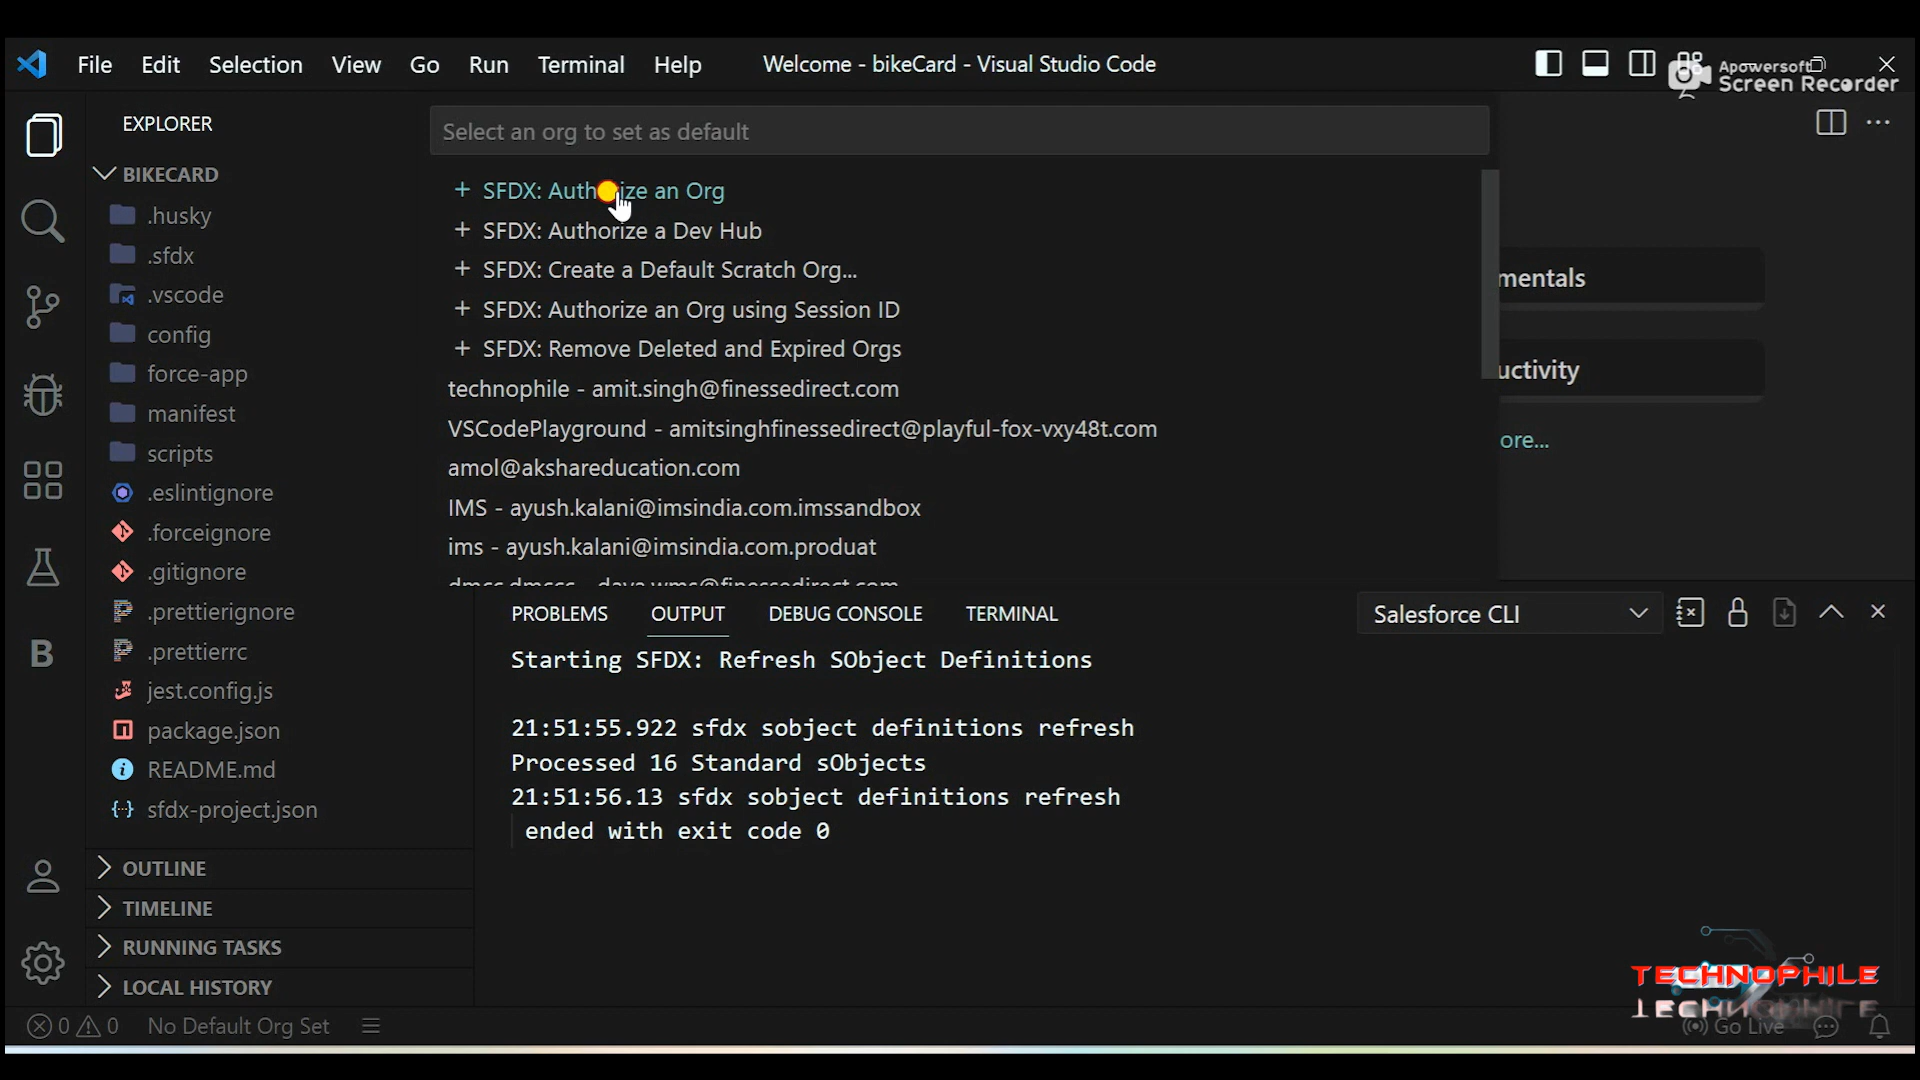 File Edit Selection View Go Run Terminal Help Welcome - bikeCard - Visual Studio Code
Apowersoft
Screen Recorder
EXPLORER
Select an org to set as default
BIKECARD
.husky
.sfdx
.vscode
config
force-app
manifest
scripts
.eslintignore
.forceignore
.gitignore
.prettierignore
.prettierrc
jest.config.js
package.json
README.md
sfdx-project.json
OUTLINE
TIMELINE
RUNNING TASKS
LOCAL HISTORY
+ SFDX: Authorize an Org
+ SFDX: Authorize a Dev Hub
+ SFDX: Create a Default Scratch Org...
+ SFDX: Authorize an Org using Session ID
+ SFDX: Remove Deleted and Expired Orgs
technophile - amit.singh@finessedirect.com
VSCodePlayground - amitsinghfinessedirect@playful-fox-vxy48t.com
amol@akshareducation.com
IMS - ayush.kalani@imsindia.com.imssandbox
ims - ayush.kalani@imsindia.com.produat
mentals
uctivity
ore...
PROBLEMS OUTPUT DEBUG CONSOLE TERMINAL Salesforce CLI
Starting SFDX: Refresh SObject Definitions
21:51:55.922 sfdx sobject definitions refresh
Processed 16 Standard sObjects
21:51:56.13 sfdx sobject definitions refresh
ended with exit code 0
TECHNOPHILE
0 0 No Default Org Set Go Live